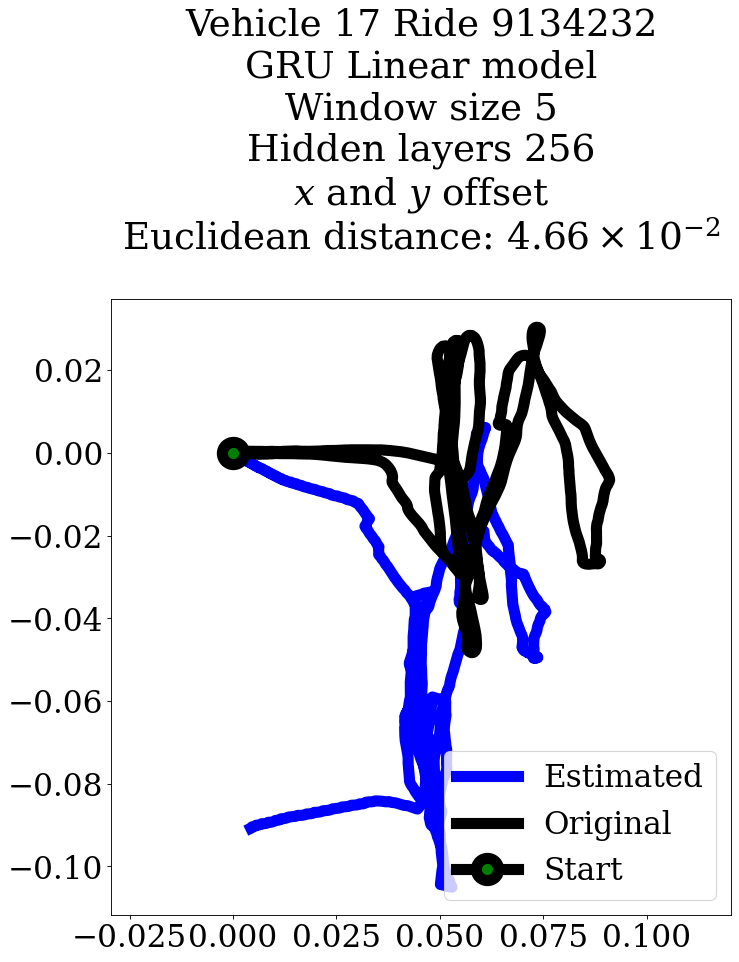 Vehicle 17 Ride 9134232
GRU Linear model
Window size 5
Hidden layers 256
x and y offset
Euclidean distance: 4.66 × 10⁻²
0.02
0.00
−0.02
−0.04
−0.06
−0.08
−0.10
Estimated
Original
Start
−0.025 0.000 0.025 0.050 0.075 0.100